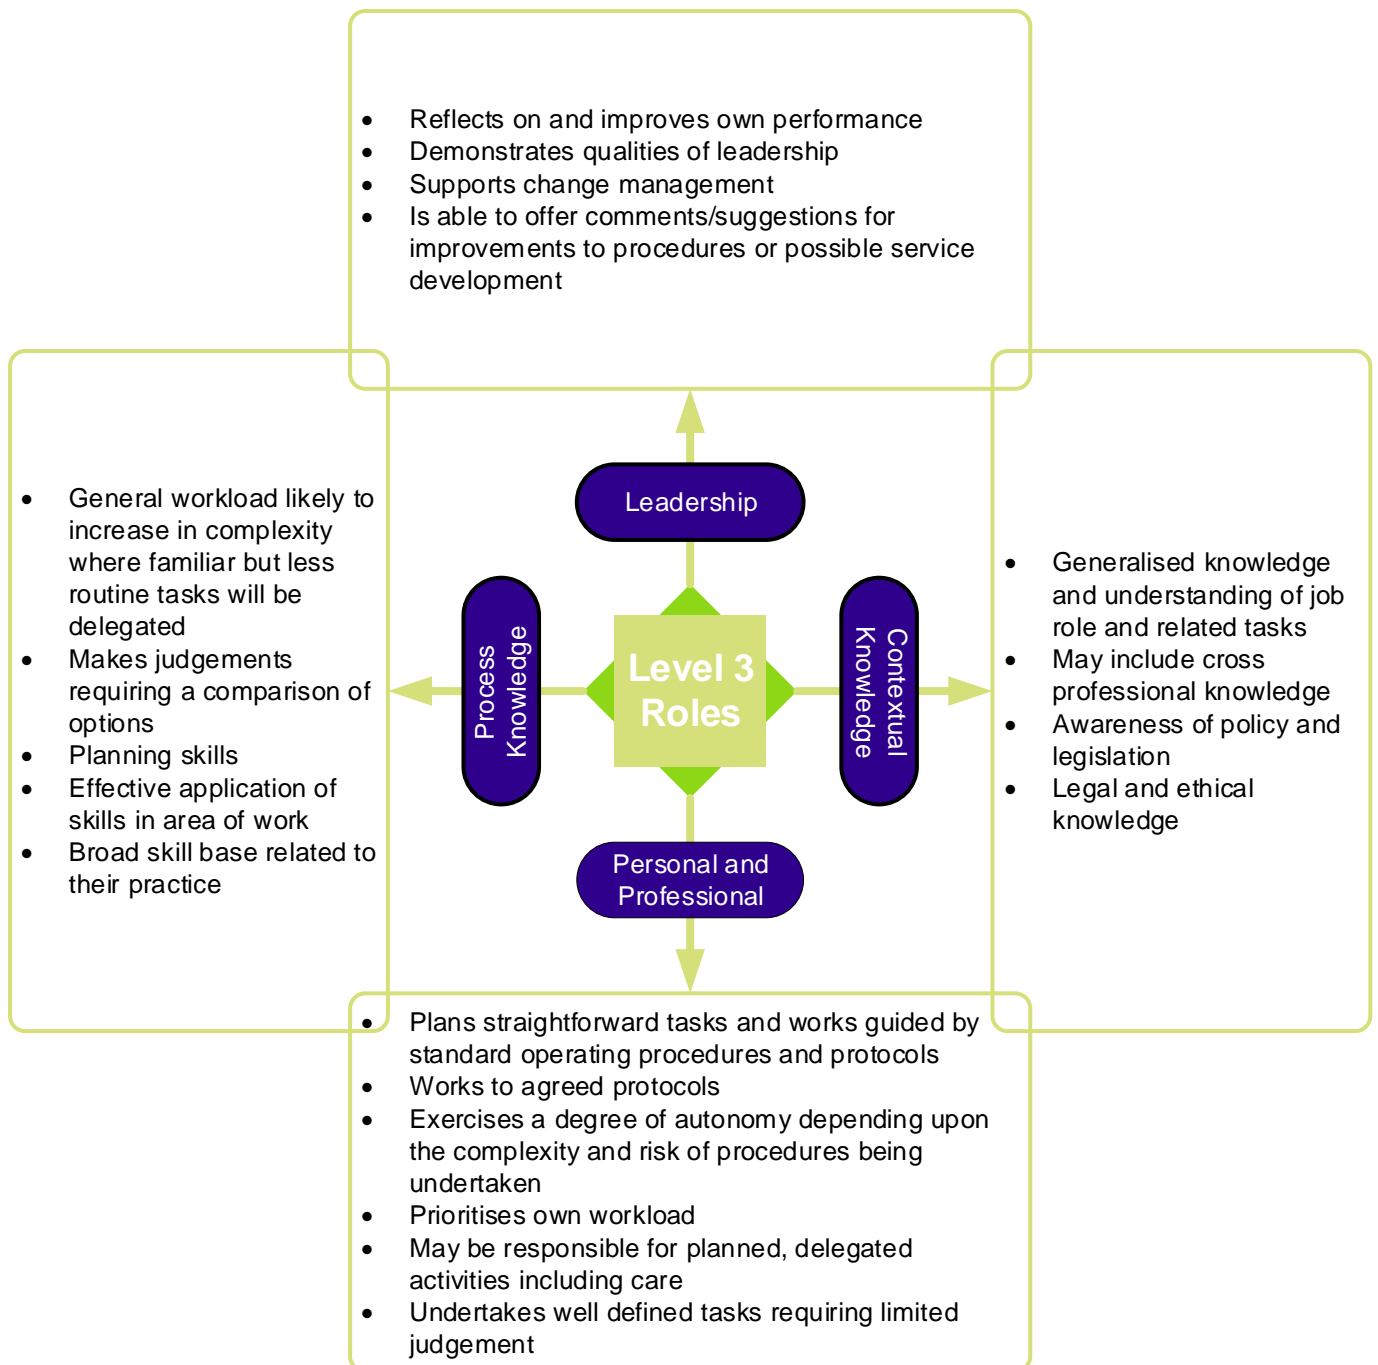 • Reflects on and improves own performance
• Demonstrates qualities of leadership
• Supports change management
• Is able to offer comments/suggestions for
improvements to procedures or possible service
development
• General workload likely to
increase in complexity
where familiar but less
routine tasks will be
delegated
• Makes judgements
requiring a comparison of
options
• Planning skills
• Effective application of
skills in area of work
• Broad skill base related to
their practice
Leadership
Process
Knowledge
Level 3
Roles
Contextual
Knowledge
Personal and
Professional
• Generalised knowledge
and understanding of job
role and related tasks
• May include cross
professional knowledge
• Awareness of policy and
legislation
• Legal and ethical
knowledge
• Plans straightforward tasks and works guided by
standard operating procedures and protocols
• Works to agreed protocols
• Exercises a degree of autonomy depending upon
the complexity and risk of procedures being
undertaken
• Prioritises own workload
• May be responsible for planned, delegated
activities including care
• Undertakes well defined tasks requiring limited
judgement